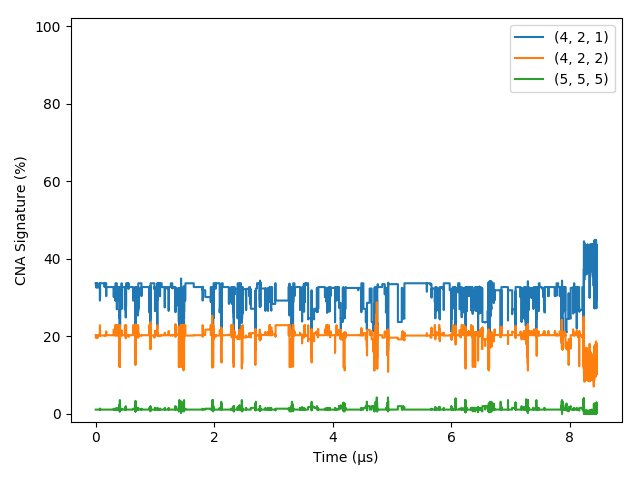 100
80
60
40
20
0
CNA Signature (%)
(4, 2, 1)
(4, 2, 2)
(5, 5, 5)
0 2 4 6 8
Time (μs)